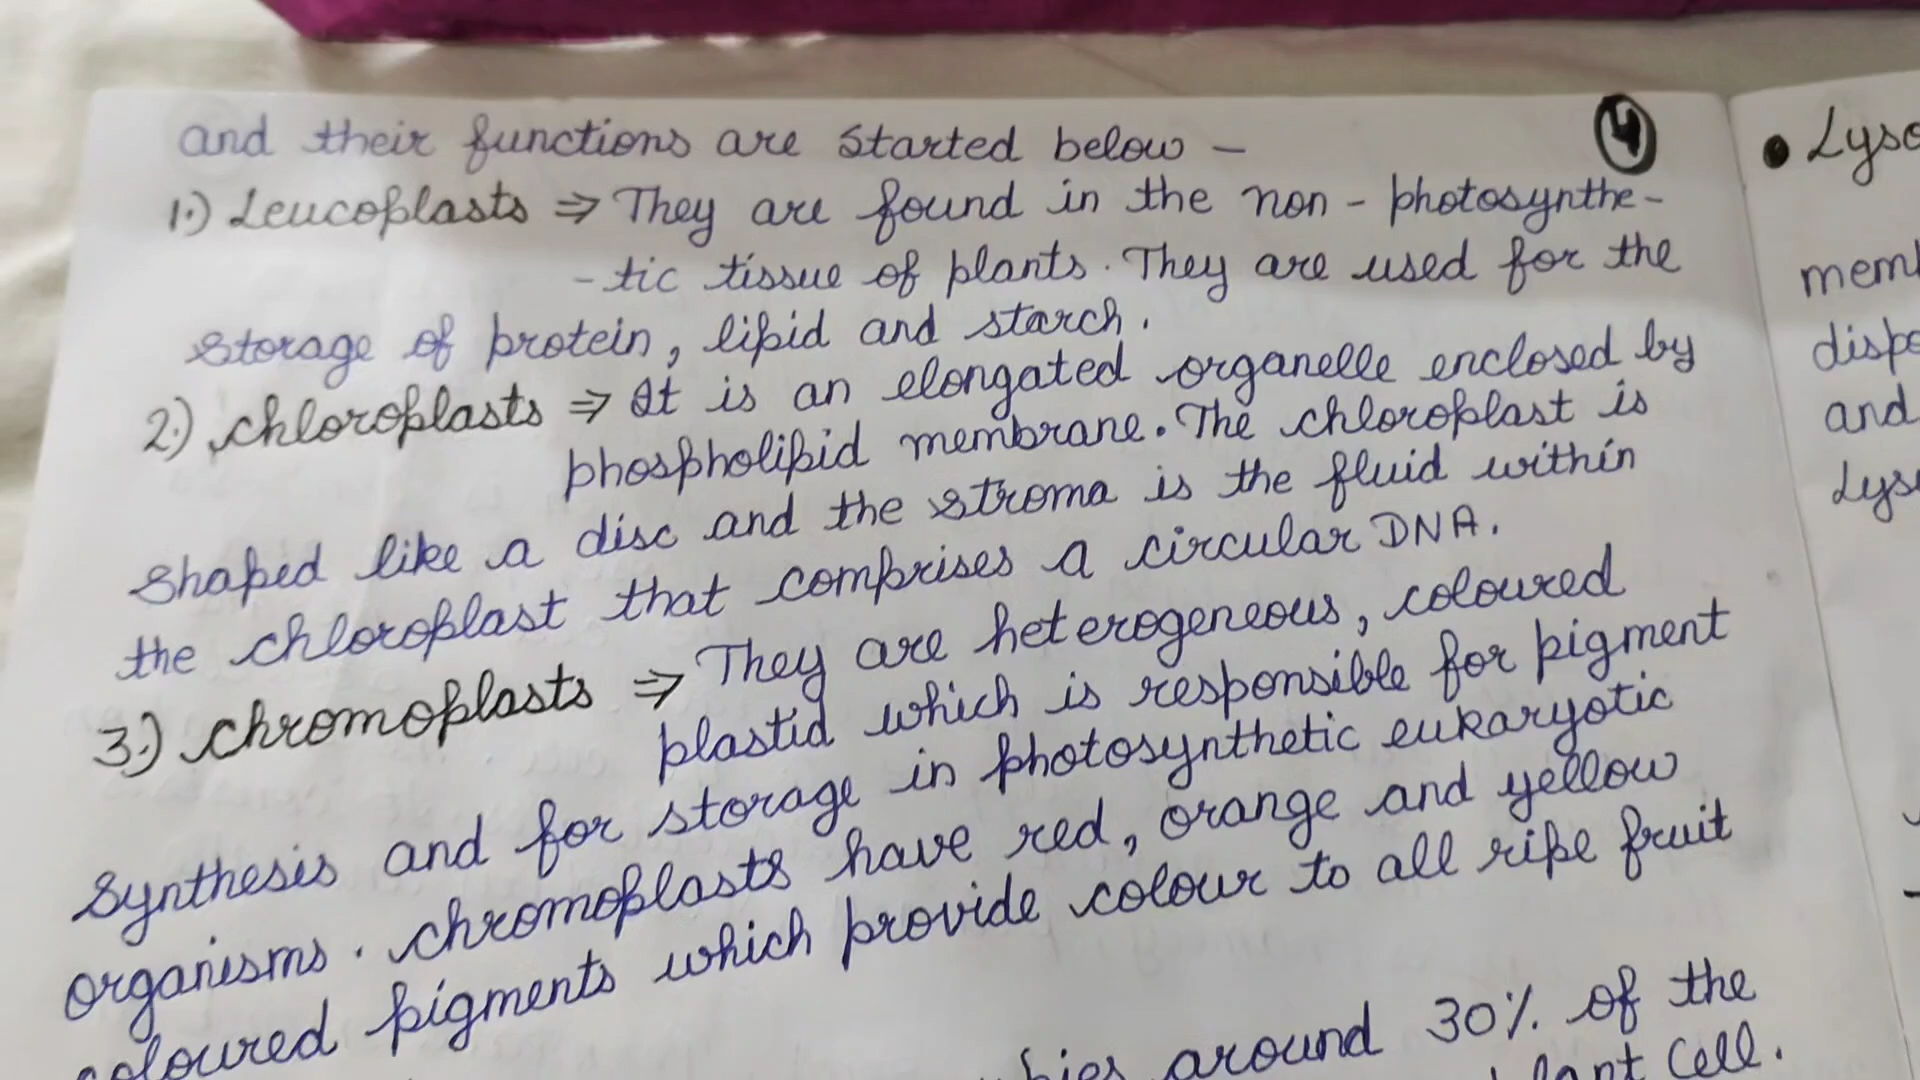 and their functions are started below -
4
1.) Leucoplasts ⇒ They are found in the non - photosynthe-
- tic tissue of plants. They are used for the
storage of protein, lipid and starch.
2.) chloroplasts ⇒ It is an elongated organelle enclosed by
phospholipid membrane. The chloroplast is
shaped like a disc and the stroma is the fluid within
the chloroplast that comprises a circular DNA.
3.) chromoplasts ⇒ They are heterogeneous, coloured
plastid which is responsible for pigment
synthesis and for storage in photosynthetic eukaryotic
organisms. chromoplasts have red, orange and yellow
coloured pigments which provide colour to all ripe fruit
around 30% of the
cell.
• Lyso
memb
dispo
and
Lyso